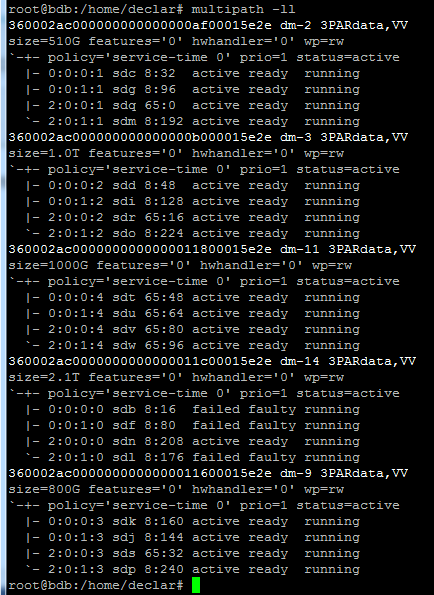 root@bdb:/home/declar# multipath -ll
360002ac0000000000000000af00015e2e dm-2 3PARdata,VV
size=510G features='0' hwhandler='0' wp=rw
`-+- policy='service-time 0' prio=1 status=active
  |- 0:0:0:1 sdc 8:32  active ready  running
  |- 0:0:1:1 sdg 8:96  active ready  running
  |- 2:0:0:1 sdq 65:0  active ready  running
  `- 2:0:1:1 sdm 8:192 active ready  running
360002ac0000000000000000b000015e2e dm-3 3PARdata,VV
size=1.0T features='0' hwhandler='0' wp=rw
`-+- policy='service-time 0' prio=1 status=active
  |- 0:0:0:2 sdd 8:48  active ready  running
  |- 0:0:1:2 sdi 8:128 active ready  running
  |- 2:0:0:2 sdr 65:16 active ready  running
  `- 2:0:1:2 sdo 8:224 active ready  running
360002ac0000000000000011800015e2e dm-11 3PARdata,VV
size=1000G features='0' hwhandler='0' wp=rw
`-+- policy='service-time 0' prio=1 status=active
  |- 0:0:0:4 sdt 65:48 active ready  running
  |- 0:0:1:4 sdu 65:64 active ready  running
  |- 2:0:0:4 sdv 65:80 active ready  running
  `- 2:0:1:4 sdw 65:96 active ready  running
360002ac0000000000000011c00015e2e dm-14 3PARdata,VV
size=2.1T features='0' hwhandler='0' wp=rw
`-+- policy='service-time 0' prio=1 status=active
  |- 0:0:0:0 sdb 8:16  failed faulty running
  |- 0:0:1:0 sdf 8:80  failed faulty running
  |- 2:0:0:0 sdn 8:208 active ready  running
  `- 2:0:1:0 sdl 8:176 failed faulty running
360002ac0000000000000011600015e2e dm-9 3PARdata,VV
size=800G features='0' hwhandler='0' wp=rw
`-+- policy='service-time 0' prio=1 status=active
  |- 0:0:0:3 sdk 8:160 active ready  running
  |- 0:0:1:3 sdj 8:144 active ready  running
  |- 2:0:0:3 sds 65:32 active ready  running
  `- 2:0:1:3 sdp 8:240 active ready  running
root@bdb:/home/declar#